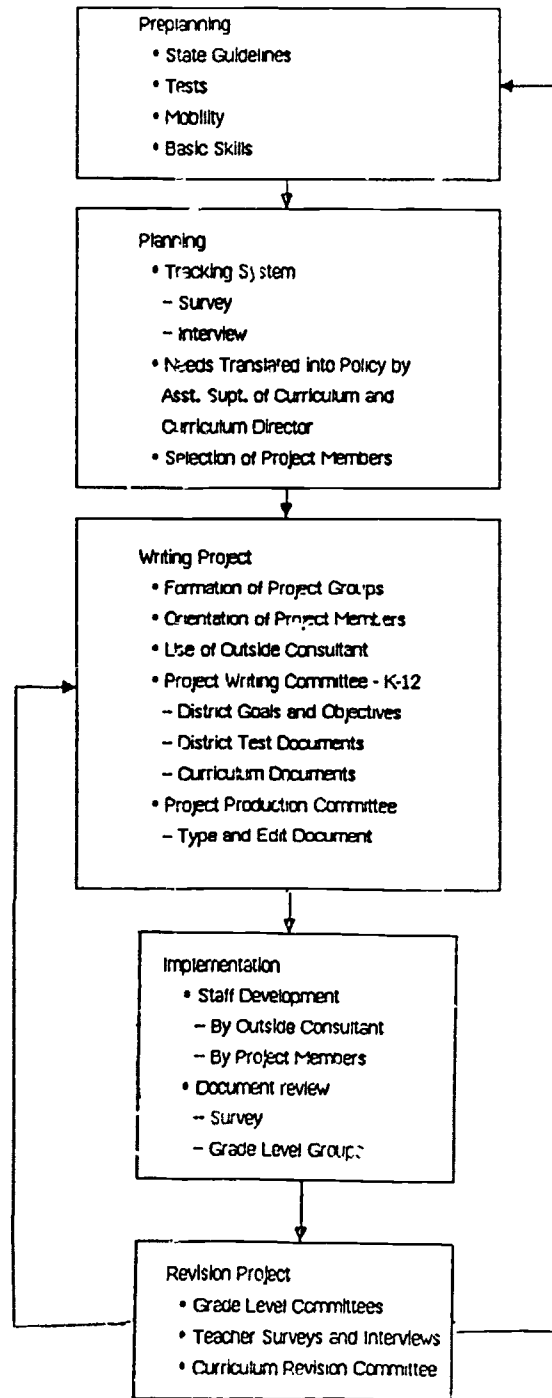 Preplanning
• State Guidelines
• Tests
• Mobility
• Basic Skills
Planning
• Tracking System
– Survey
– Interview
• Needs Translated into Policy by
Asst. Supt. of Curriculum and
Curriculum Director
• Selection of Project Members
Writing Project
• Formation of Project Groups
• Orientation of Project Members
• Use of Outside Consultant
• Project Writing Committee - K-12
– District Goals and Objectives
– District Test Documents
– Curriculum Documents
• Project Production Committee
– Type and Edit Document
Implementation
• Staff Development
– By Outside Consultant
– By Project Members
• Document review
– Survey
– Grade Level Groups
Revision Project
• Grade Level Committees
• Teacher Surveys and Interviews
• Curriculum Revision Committee